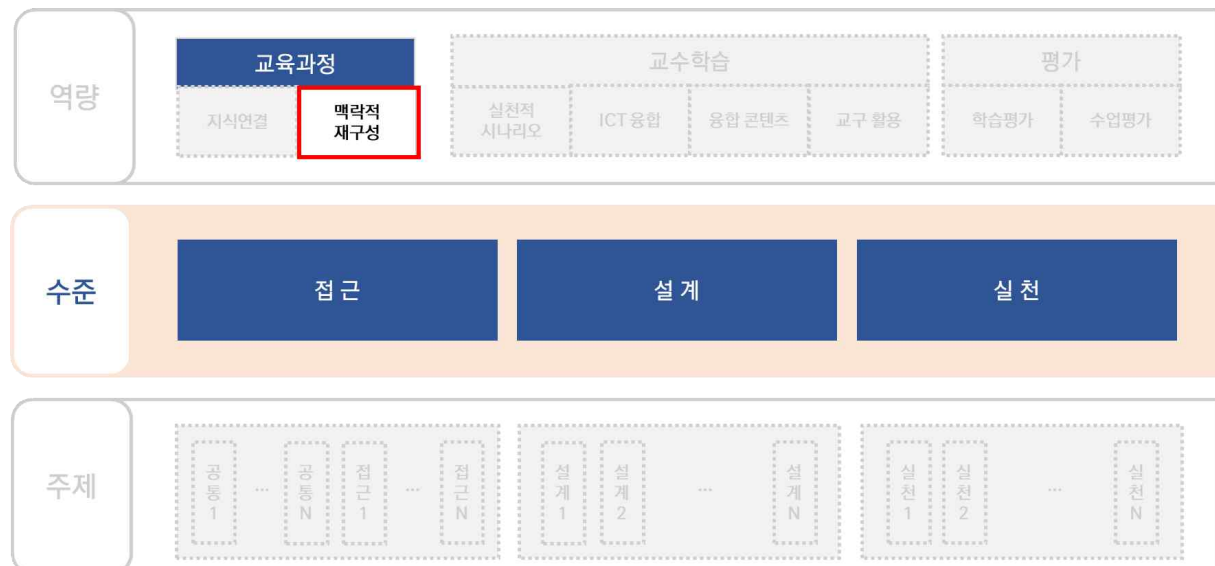 역량
교육과정
지식연결
맥락적
재구성
교수학습
실천적
시나리오
ICT 융합
융합 콘텐츠
교구 활용
평가
학습평가
수업평가
수준
접 근
설 계
실 천
주제
공
통
1
...
공
통
N
접
근
1
...
접
근
N
설
계
1
설
계
2
...
설
계
N
실
천
1
실
천
2
...
실
천
N